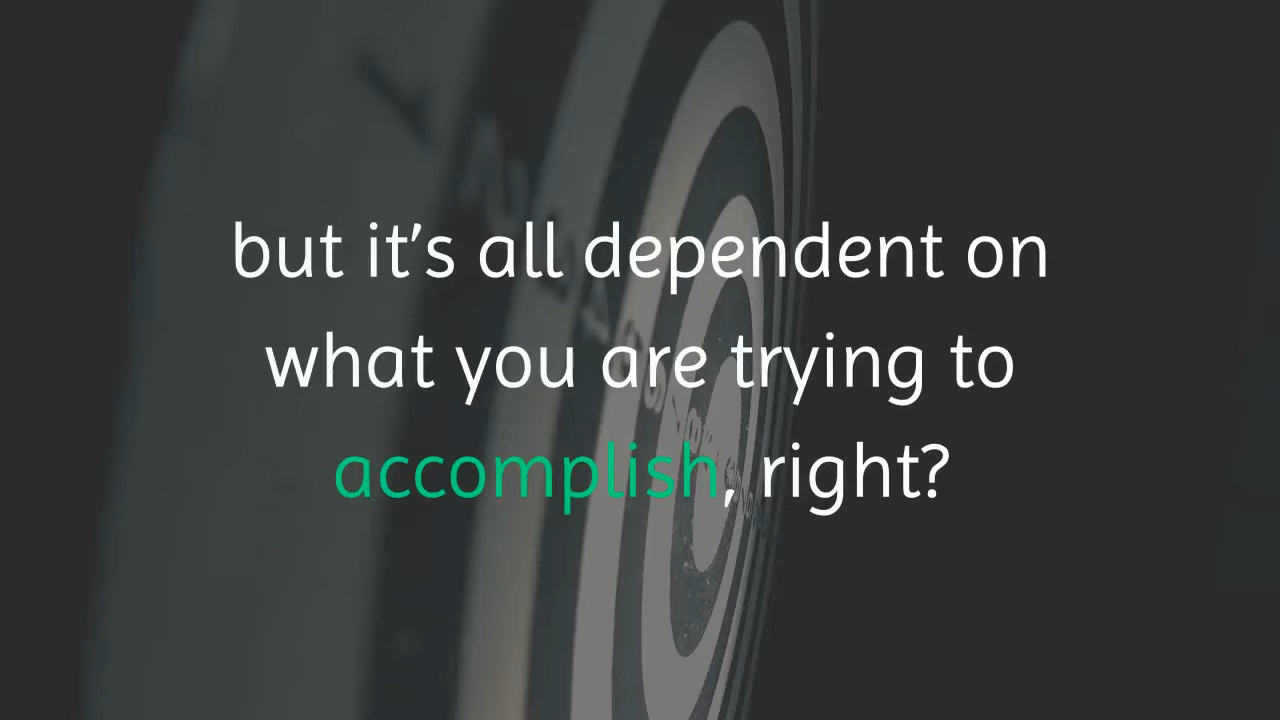 but it's all dependent on
what you are trying to
accomplish, right?